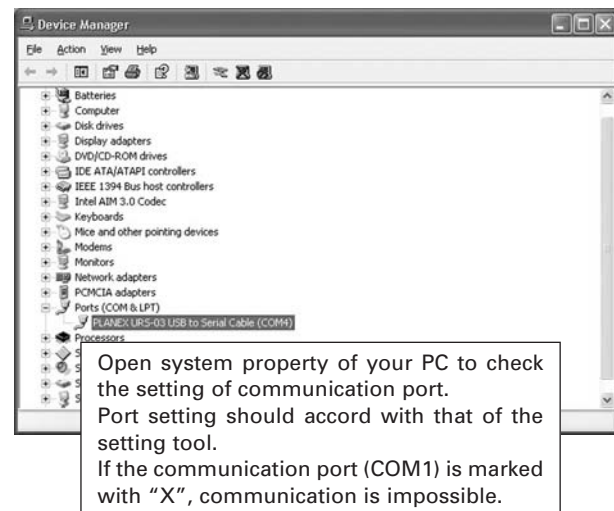 Device Manager
File Action View Help
Batteries
Computer
Disk drives
Display adapters
DVD/CD-ROM drives
IDE ATA/ATAPI controllers
IEEE 1394 Bus host controllers
Intel AIM 3.0 Codec
Keyboards
Mice and other pointing devices
Modems
Monitors
Network adapters
PCMCIA adapters
Ports (COM & LPT)
PLANEX URS-03 USB to Serial Cable (COM4)
Processors
S
S
S
S
Open system property of your PC to check
the setting of communication port.
Port setting should accord with that of the
setting tool.
If the communication port (COM1) is marked
with “X”, communication is impossible.